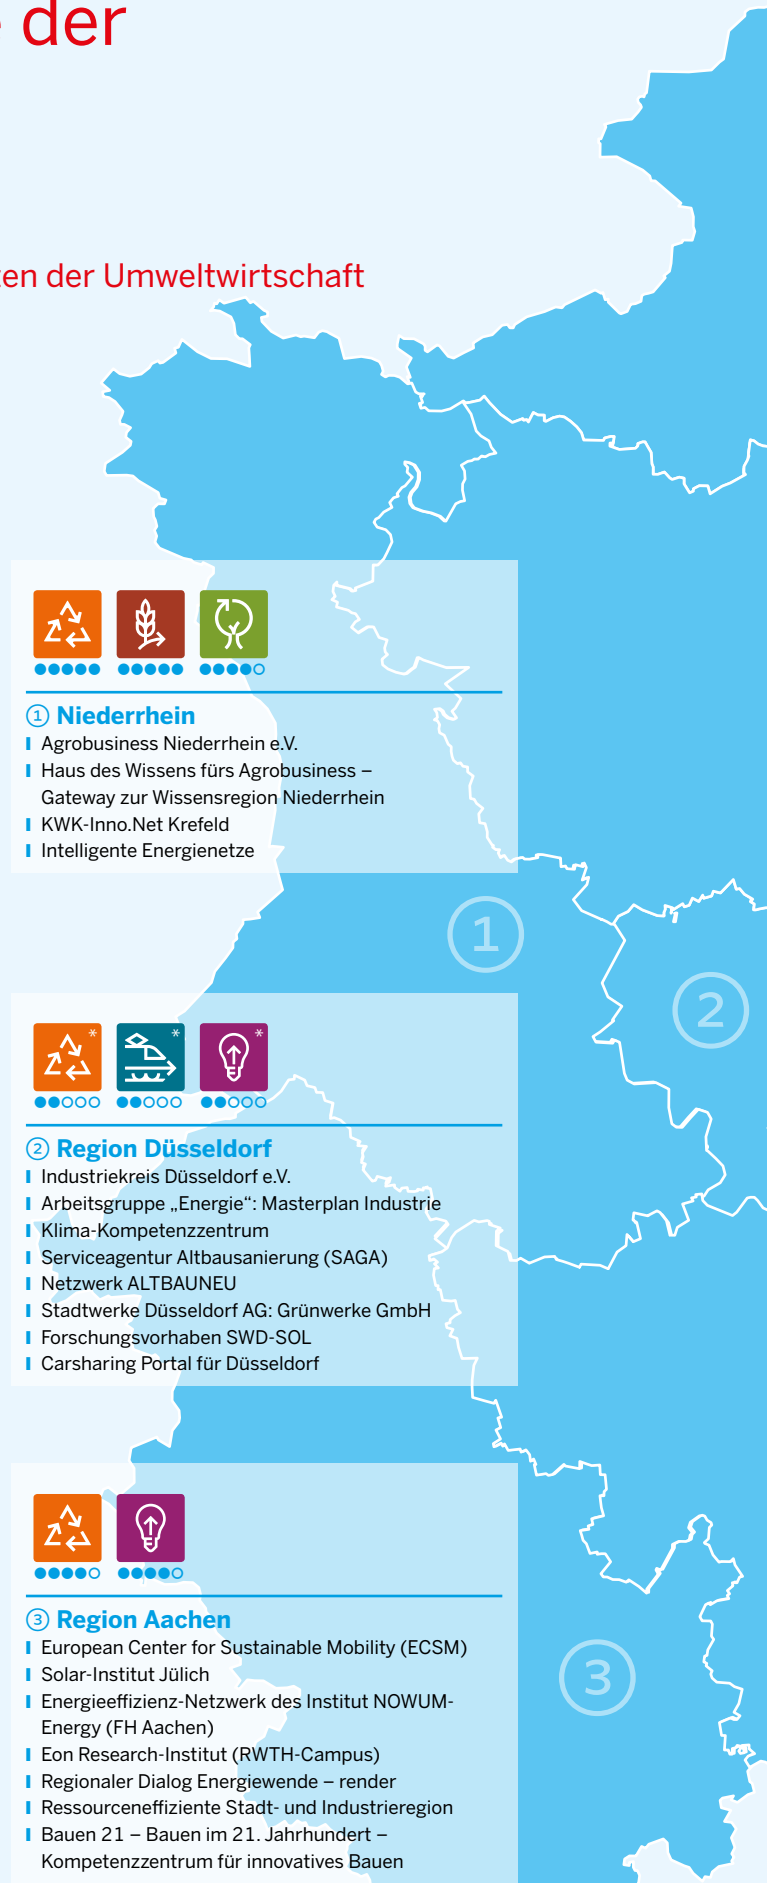 der
ten der Umweltwirtschaft
① Niederrhein
Agrobusiness Niederrhein e.V.
Haus des Wissens fürs Agrobusiness –
Gateway zur Wissensregion Niederrhein
KWK-Inno.Net Krefeld
Intelligente Energienetze
1
2
* * *
② Region Düsseldorf
Industriekreis Düsseldorf e.V.
Arbeitsgruppe „Energie“: Masterplan Industrie
Klima-Kompetenzzentrum
Serviceagentur Altbausanierung (SAGA)
Netzwerk ALTBAUNEU
Stadtwerke Düsseldorf AG: Grünwerke GmbH
Forschungsvorhaben SWD-SOL
Carsharing Portal für Düsseldorf
③ Region Aachen
European Center for Sustainable Mobility (ECSM)
Solar-Institut Jülich
Energieeffizienz-Netzwerk des Institut NOWUM-
Energy (FH Aachen)
Eon Research-Institut (RWTH-Campus)
Regionaler Dialog Energiewende – render
Ressourceneffiziente Stadt- und Industrieregion
Bauen 21 – Bauen im 21. Jahrhundert –
Kompetenzzentrum für innovatives Bauen
3